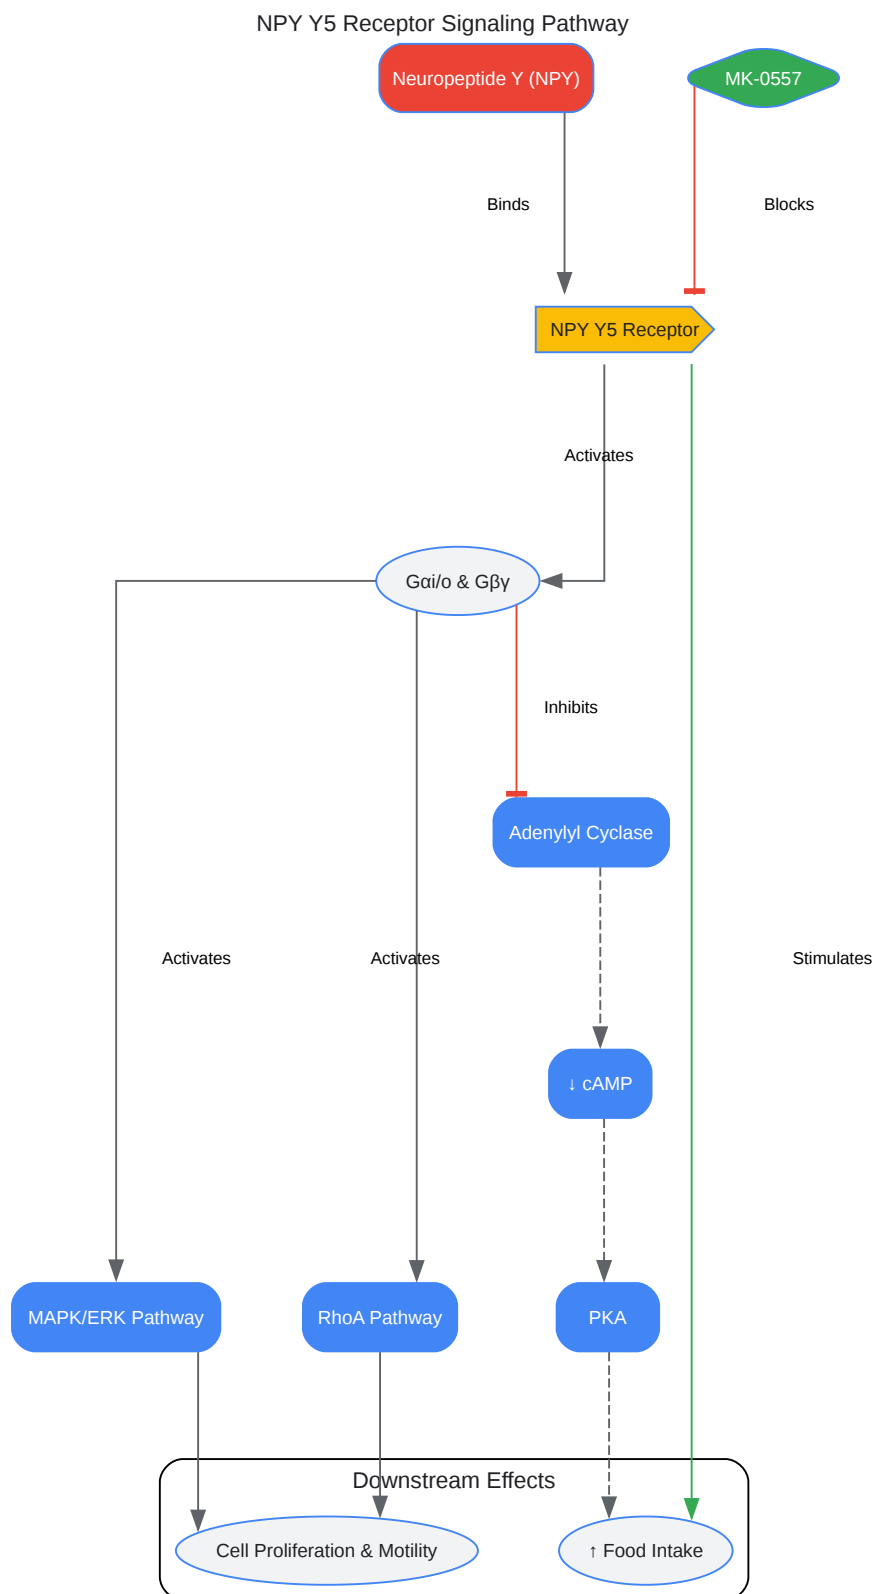 NPY Y5 Receptor Signaling Pathway
Neuropeptide Y (NPY)
MK-0557
Binds
Blocks
NPY Y5 Receptor
Activates
Gαi/o & Gβγ
Inhibits
Adenylyl Cyclase
Activates
Activates
Stimulates
↓ cAMP
MAPK/ERK Pathway
RhoA Pathway
PKA
Downstream Effects
Cell Proliferation & Motility
↑ Food Intake